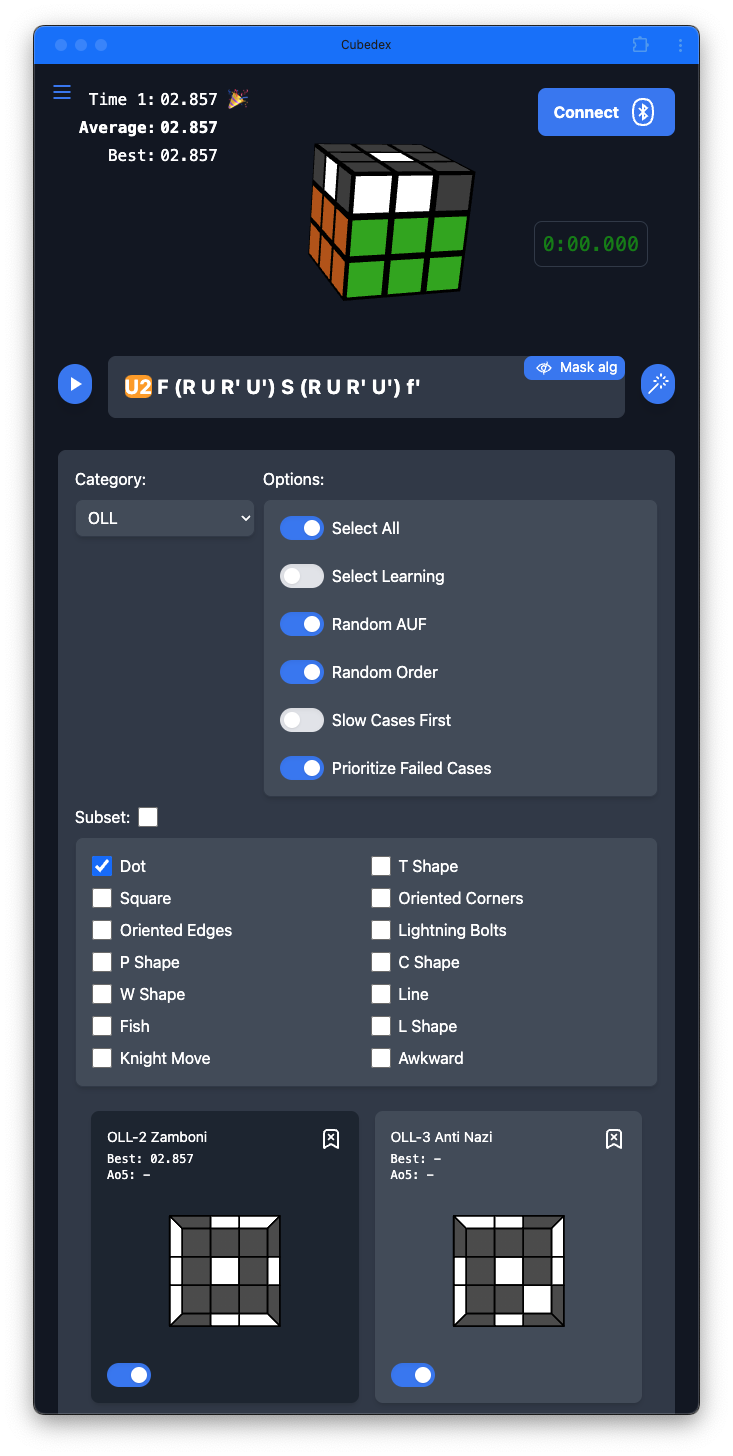 Cubedex
Time 1: 02.857 🎉
Average: 02.857
Best: 02.857
Connect
0:00.000
Mask alg
U2 F (R U R' U') S (R U R' U') f'
Category:
Options:
OLL
Select All
Select Learning
Random AUF
Random Order
Slow Cases First
Prioritize Failed Cases
Subset:
Dot
T Shape
Square
Oriented Corners
Oriented Edges
Lightning Bolts
P Shape
C Shape
W Shape
Line
Fish
L Shape
Knight Move
Awkward
OLL-2 Zamboni
Best: 02.857
Ao5: -
OLL-3 Anti Nazi
Best: -
Ao5: -